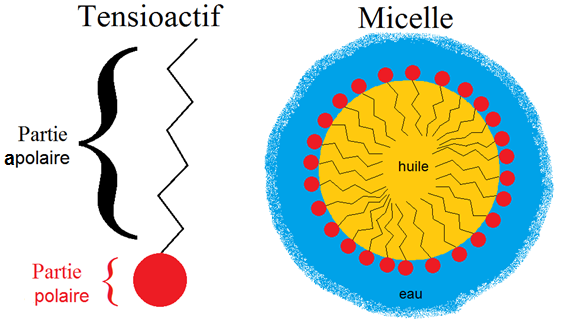 Tensioactif
Partie
apolaire
Partie
polaire
Micelle
huile
eau